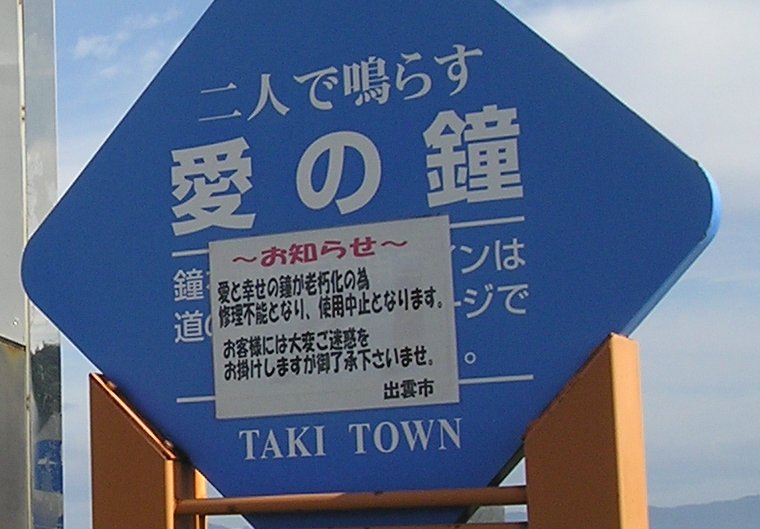 二人で鳴らす
愛の鐘
～お知らせ～
愛と幸せの鐘が老朽化の為
修理不能となり、使用中止となります。
お客様には大変ご迷惑を
お掛けしますが御了承下さいませ。
出雲市
鐘
インは
道の
ージで
。
TAKI TOWN